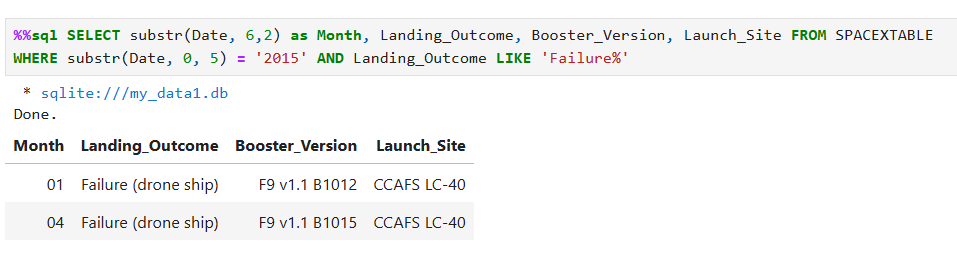 %%sql SELECT substr(Date, 6,2) as Month, Landing_Outcome, Booster_Version, Launch_Site FROM SPACEXTABLE
WHERE substr(Date, 0, 5) = '2015' AND Landing_Outcome LIKE 'Failure%'
* sqlite:///my_data1.db
Done.
Month Landing_Outcome Booster_Version Launch_Site
01 Failure (drone ship) F9 v1.1 B1012 CCAFS LC-40
04 Failure (drone ship) F9 v1.1 B1015 CCAFS LC-40